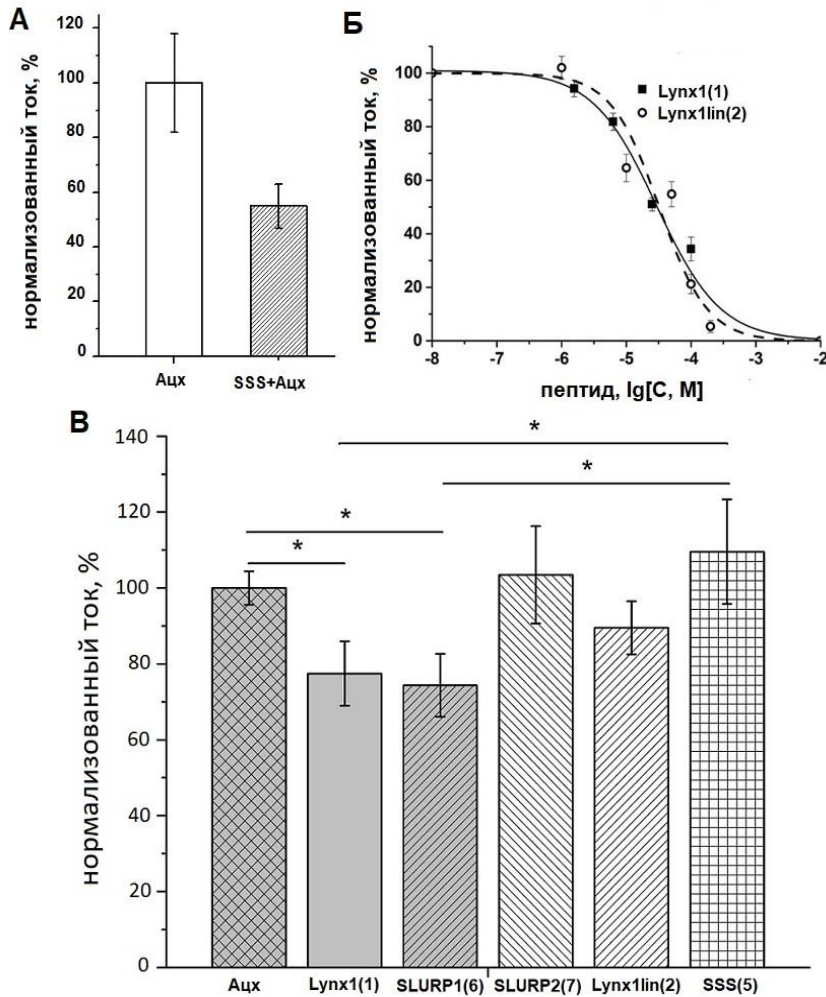 А
нормализованный ток, %
120
100
80
60
40
20
0
Ацх
SSS+Ацх
Б
нормализованный ток, %
100
80
60
40
20
0
Lynx1(1)
Lynx1lin(2)
-8 -7 -6 -5 -4 -3 -2
пептид, lg[C, M]
В
нормализованный ток, %
140
120
100
80
60
40
20
0
*
*
*
*
Ацх Lynx1(1) SLURP1(6) SLURP2(7) Lynx1lin(2) SSS(5)